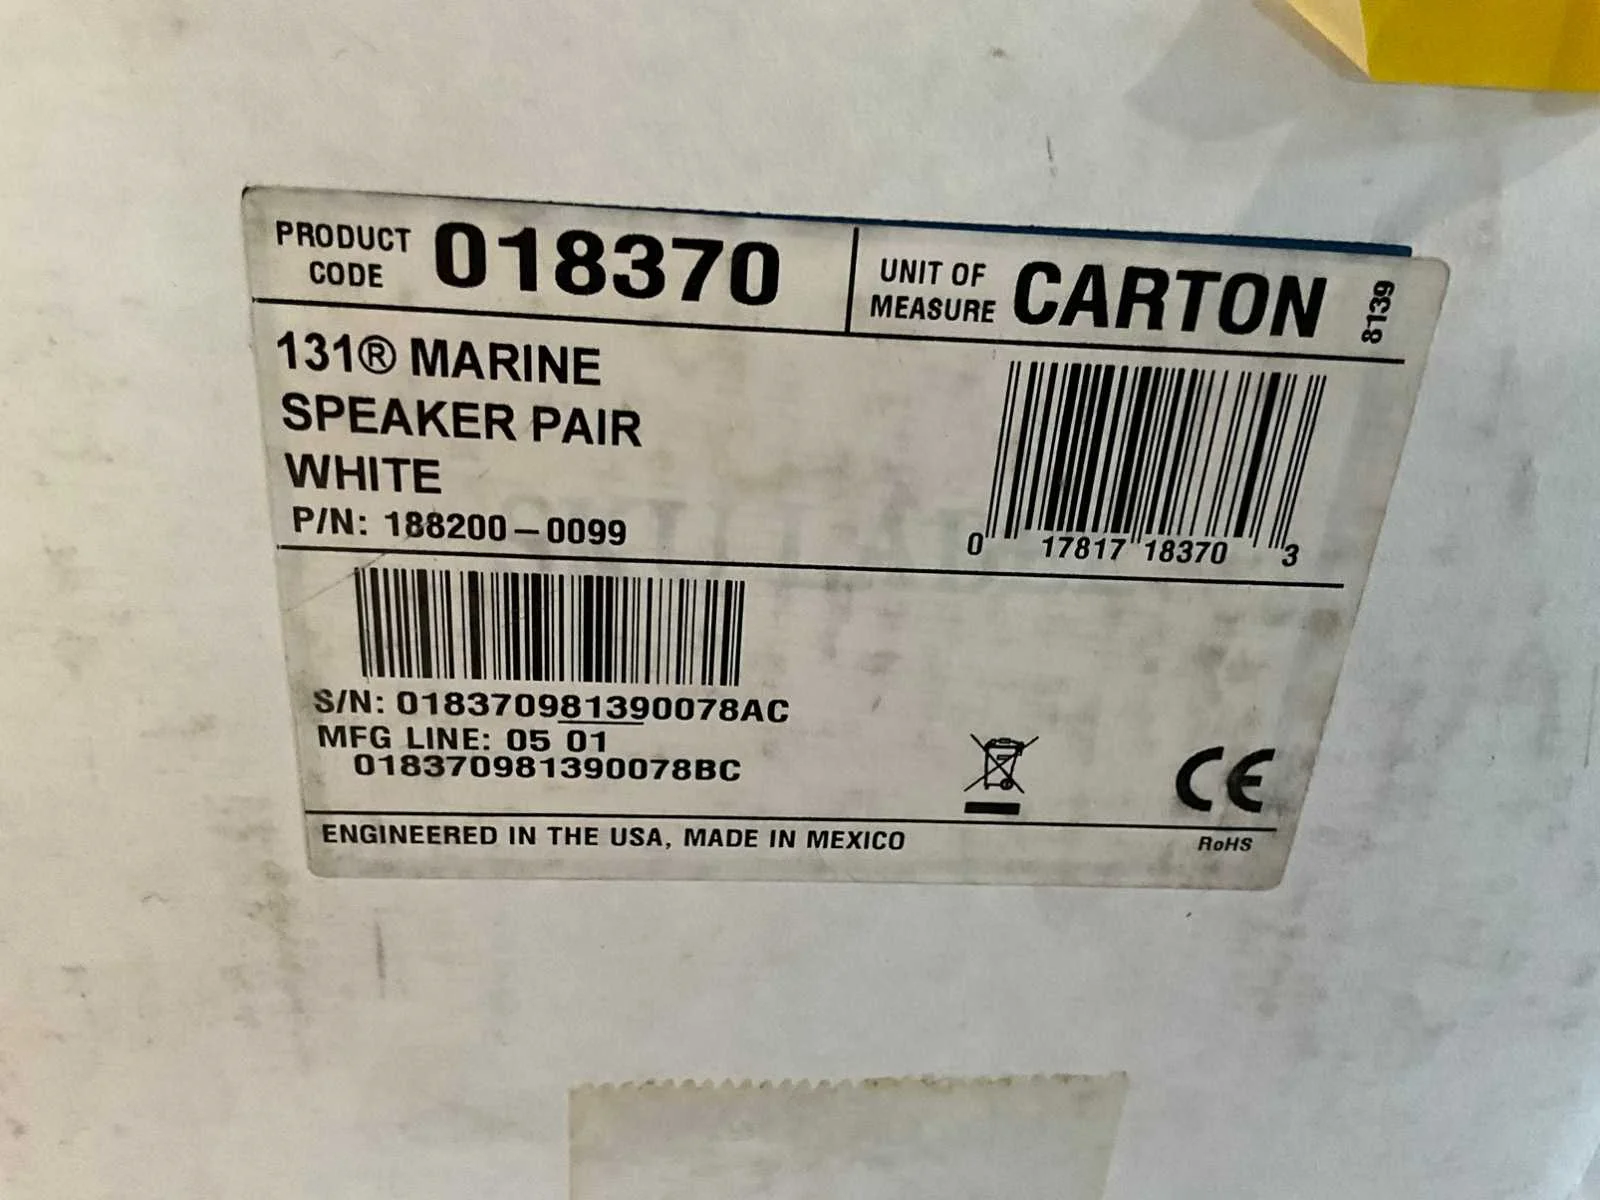 PRODUCT CODE 018370
UNIT OF MEASURE CARTON
8139
131® MARINE
SPEAKER PAIR
WHITE
P/N: 188200-0099
0 17817 18370 3
S/N: 018370981390078AC
MFG LINE: 05 01
018370981390078BC
CE
ENGINEERED IN THE USA, MADE IN MEXICO
RoHS